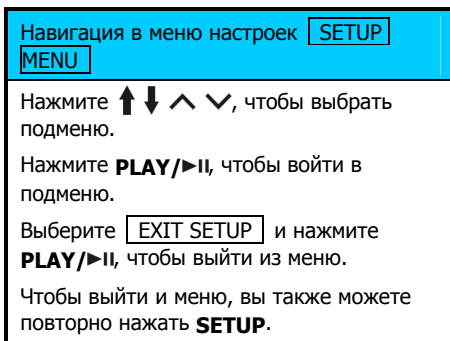 Навигация в меню настроек SETUP
MENU
Нажмите ⬆⬇∧∨, чтобы выбрать
подменю.
Нажмите PLAY/►II, чтобы войти в
подменю.
Выберите EXIT SETUP и нажмите
PLAY/►II, чтобы выйти из меню.
Чтобы выйти и меню, вы также можете
повторно нажать SETUP.